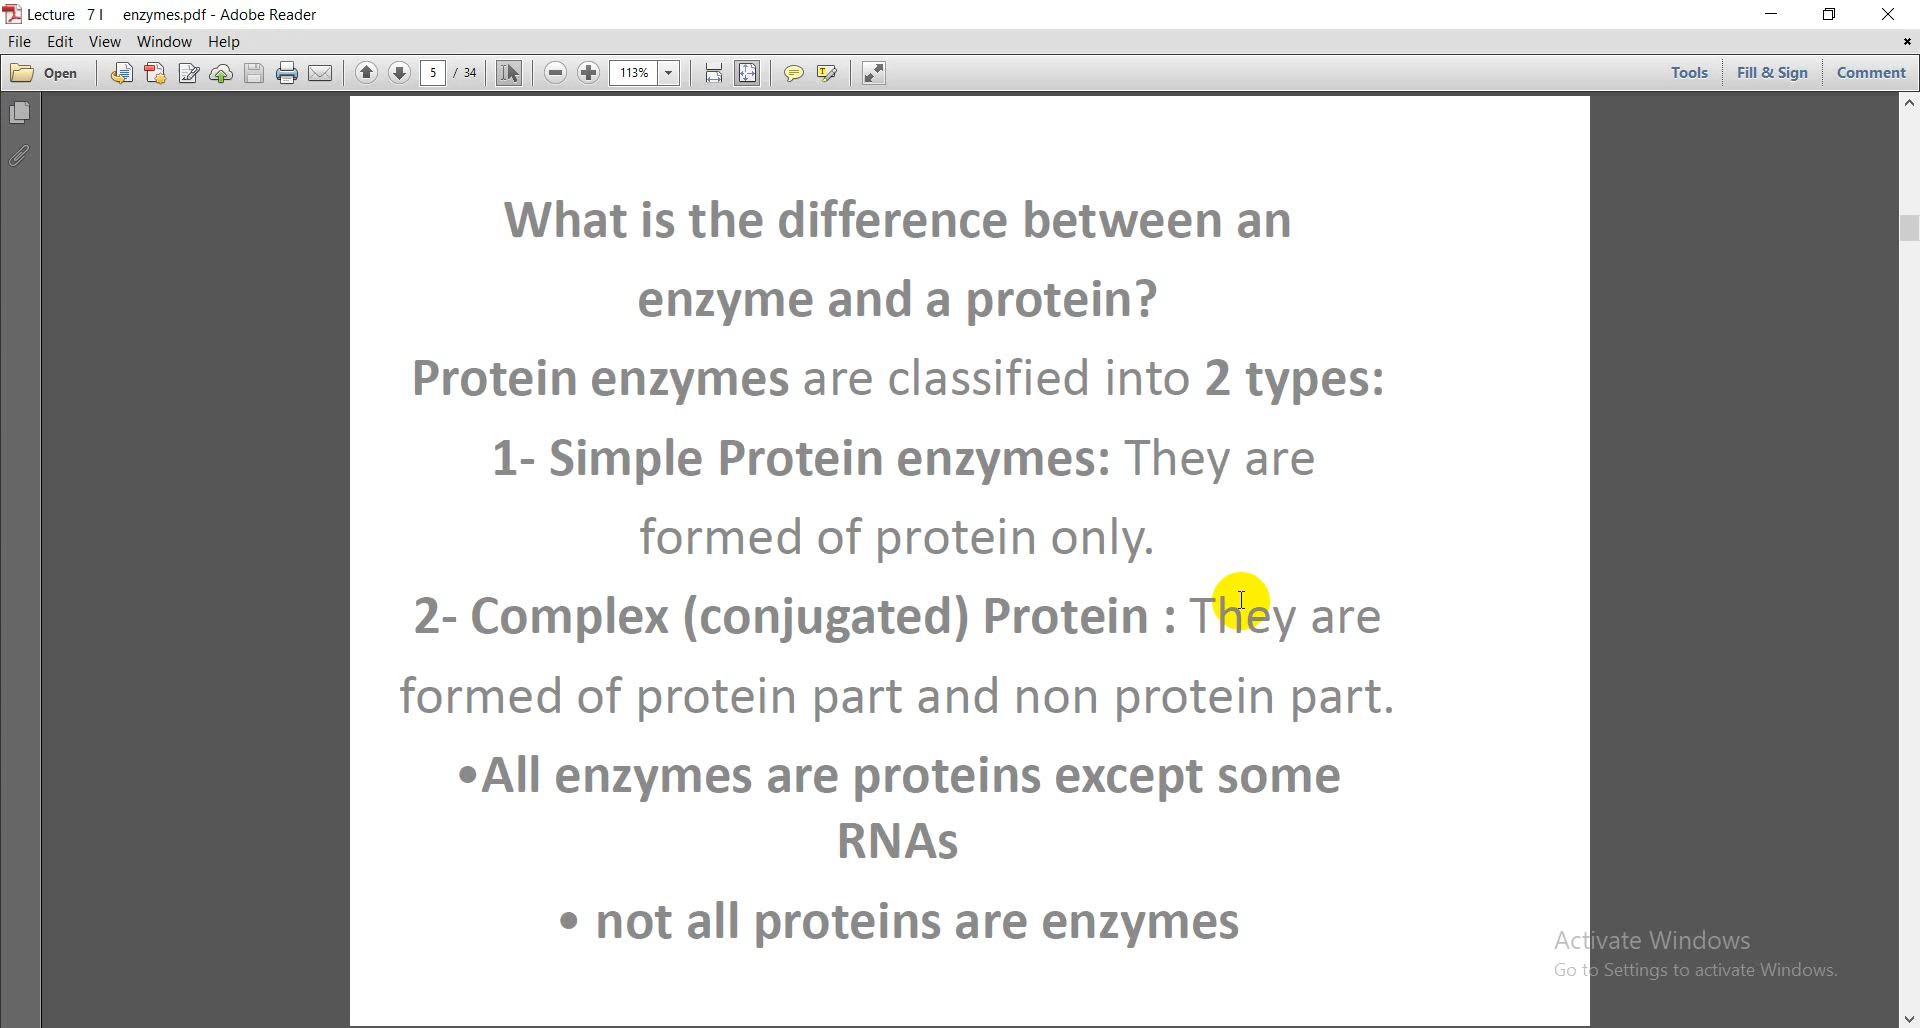 Lecture 7 I enzymes.pdf - Adobe Reader
File Edit View Window Help
Open 5 / 34 113% Tools Fill & Sign Comment
What is the difference between an
enzyme and a protein?
Protein enzymes are classified into 2 types:
1- Simple Protein enzymes: They are
formed of protein only.
2- Complex (conjugated) Protein : They are
formed of protein part and non protein part.
•All enzymes are proteins except some
RNAs
• not all proteins are enzymes
Activate Windows
Go to Settings to activate Windows.